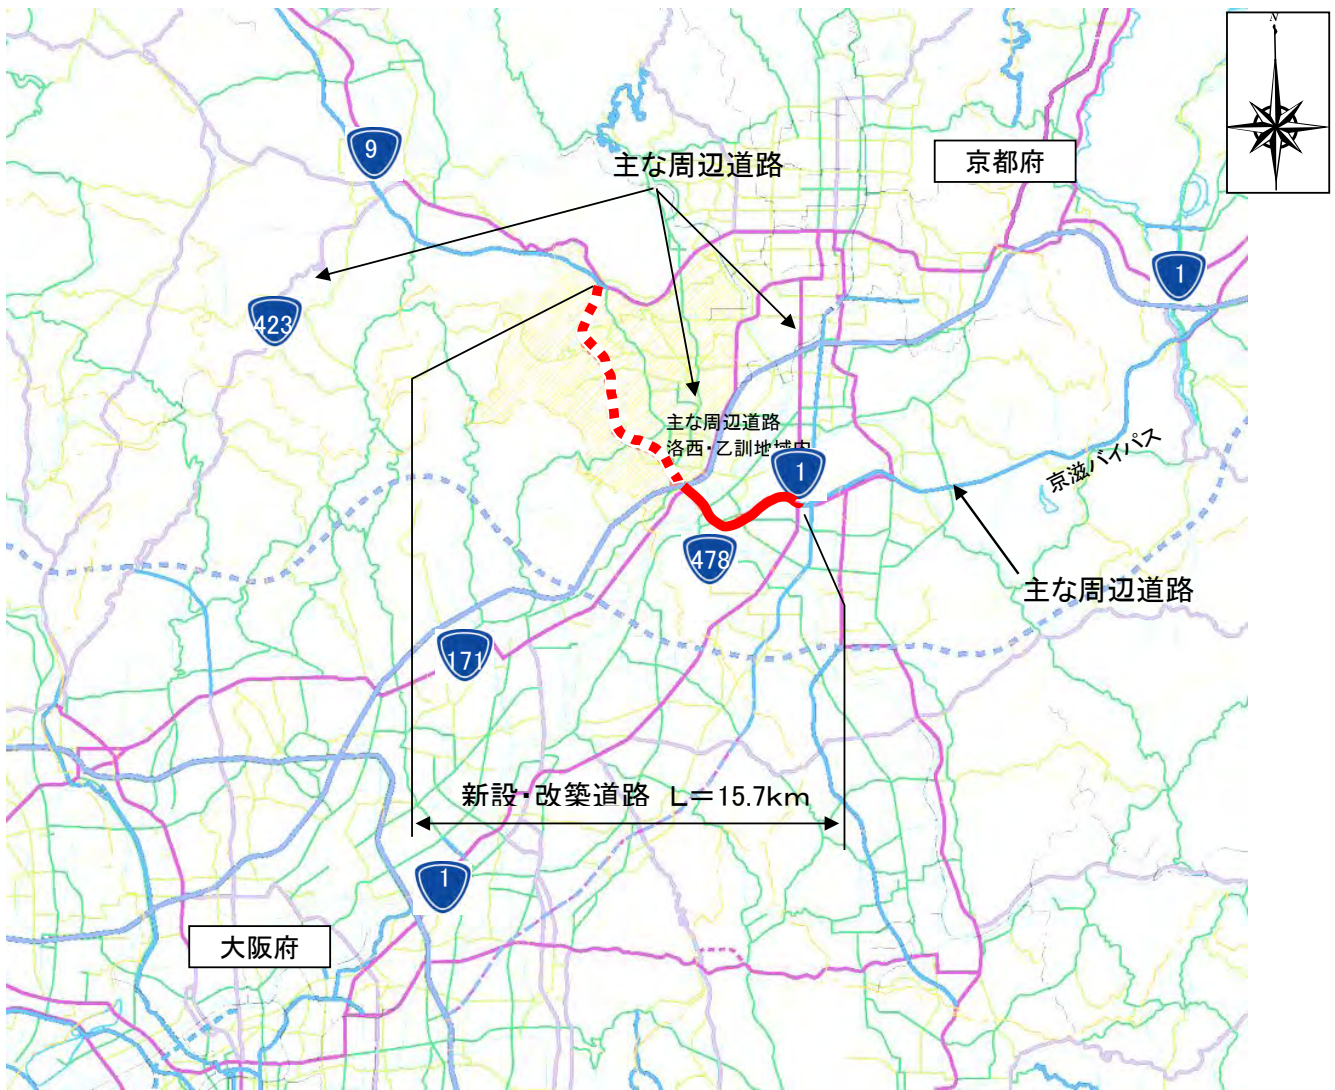 N
9
主な周辺道路
京都府
1
423
主な周辺道路
洛西・乙訓地域内
1
京滋バイパス
478
主な周辺道路
171
新設・改築道路 L=15.7km
1
大阪府